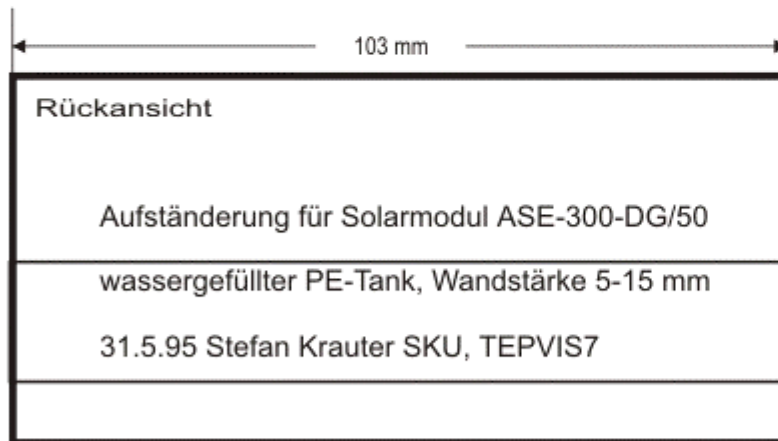 103 mm
Rückansicht
Aufständerung für Solarmodul ASE-300-DG/50
wassergefüllter PE-Tank, Wandstärke 5-15 mm
31.5.95 Stefan Krauter SKU, TEPVIS7